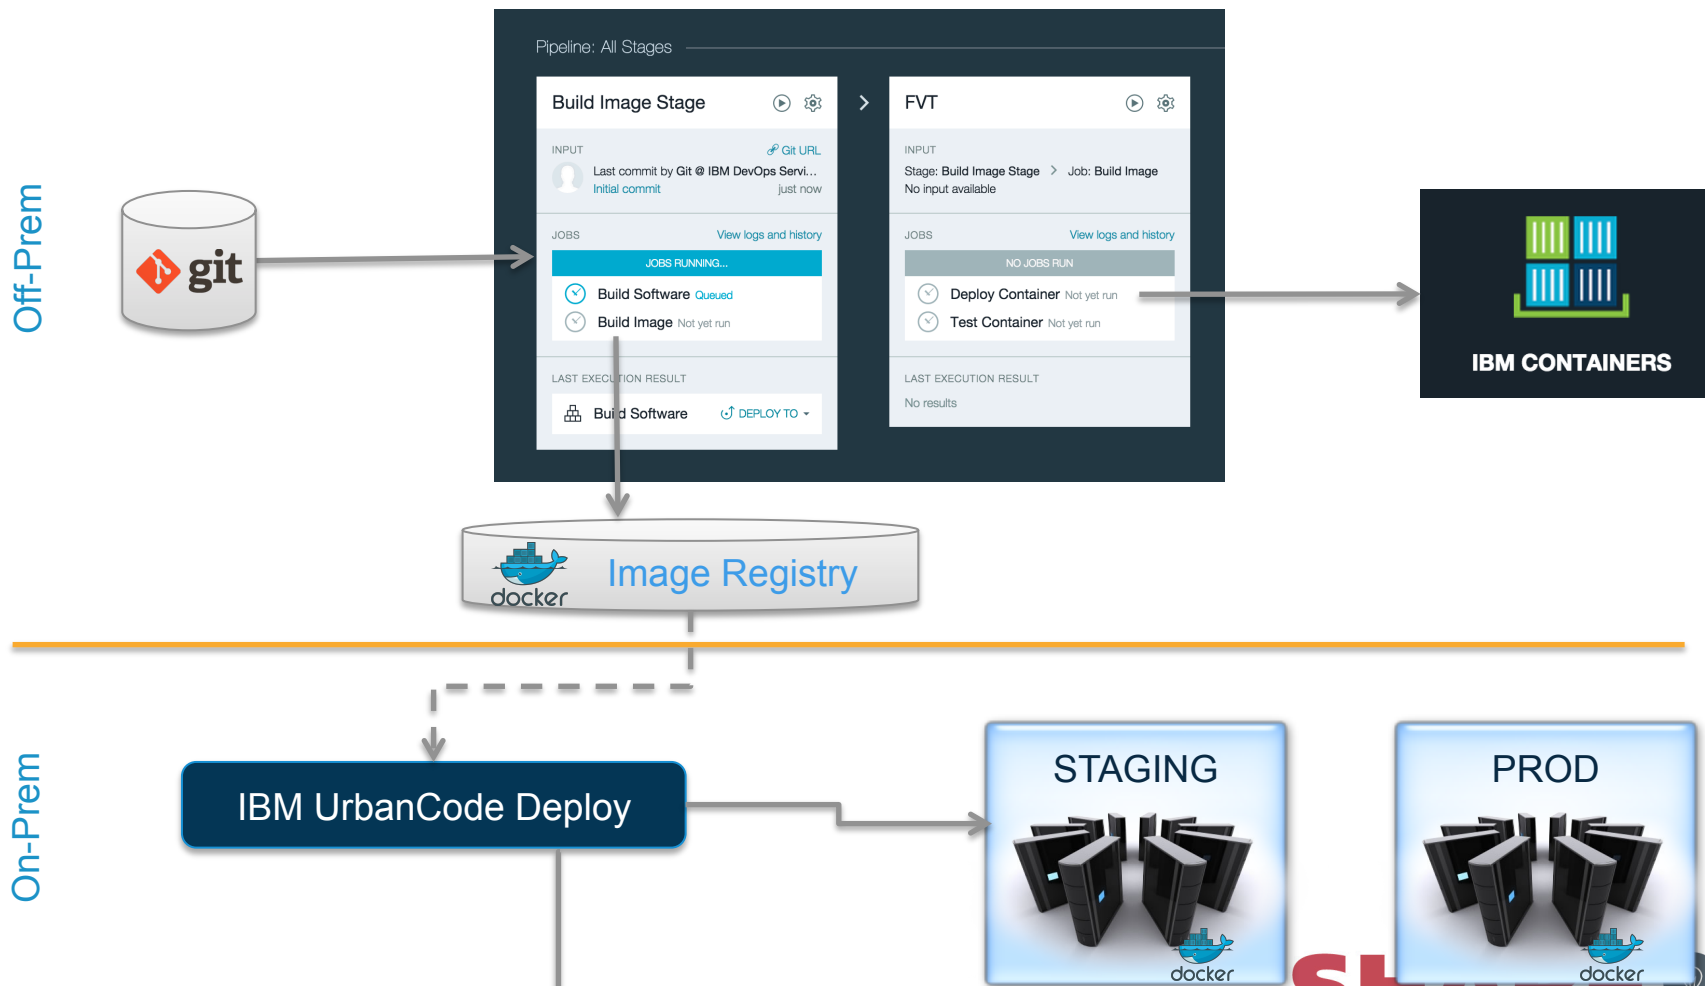 Pipeline: All Stages
Build Image Stage
INPUT
Git URL
Last commit by Git @ IBM DevOps Servi...
Initial commit
just now
JOBS
View logs and history
JOBS RUNNING...
Build Software Queued
Build Image Not yet run
LAST EXECUTION RESULT
Build Software
DEPLOY TO
FVT
INPUT
Stage: Build Image Stage > Job: Build Image
No input available
JOBS
View logs and history
NO JOBS RUN
Deploy Container Not yet run
Test Container Not yet run
LAST EXECUTION RESULT
No results
Off-Prem
git
IBM CONTAINERS
docker
Image Registry
On-Prem
IBM UrbanCode Deploy
STAGING
docker
PROD
docker